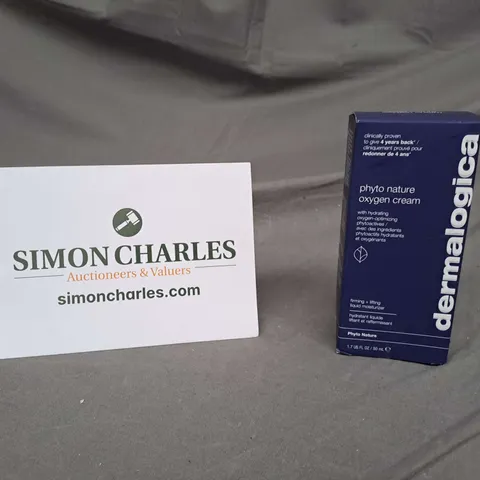 SIMON CHARLES
Auctioneers & Valuers
simoncharles.com
clinically proven
to give 4 years back* /
cliniquement prouvé pour
redonner de 4 ans*
phyto nature
oxygen cream
with hydrating
oxygen-optimizing
phytoactives /
avec des ingrédients
phytoactifs hydratants
et oxygénants
firming + lifting
liquid moisturizer
hydratant liquide
liftant et raffermissant
Phyto Nature
1.7 US FL OZ / 50 mL ℮
dermalogica